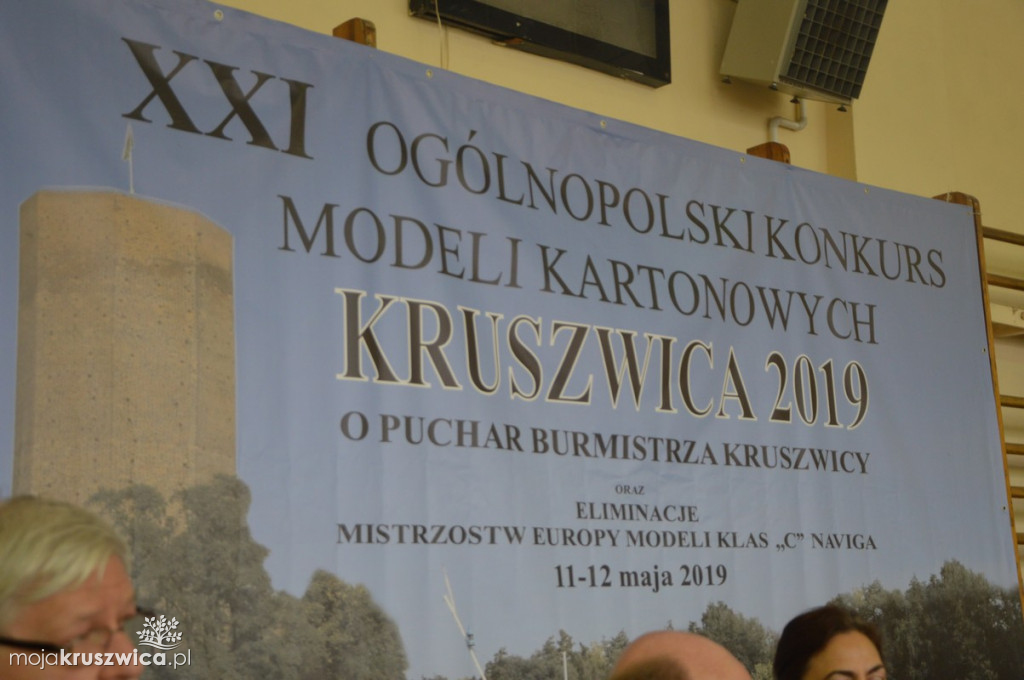 XXI OGÓLNOPOLSKI KONKURS
MODELI KARTONOWYCH
KRUSZWICA 2019
O PUCHAR BURMISTRZA KRUSZWICY
ORAZ
ELIMINACJE
MISTRZOSTW EUROPY MODELI KLAS „C” NAVIGA
11-12 maja 2019
mojakruszwica.pl